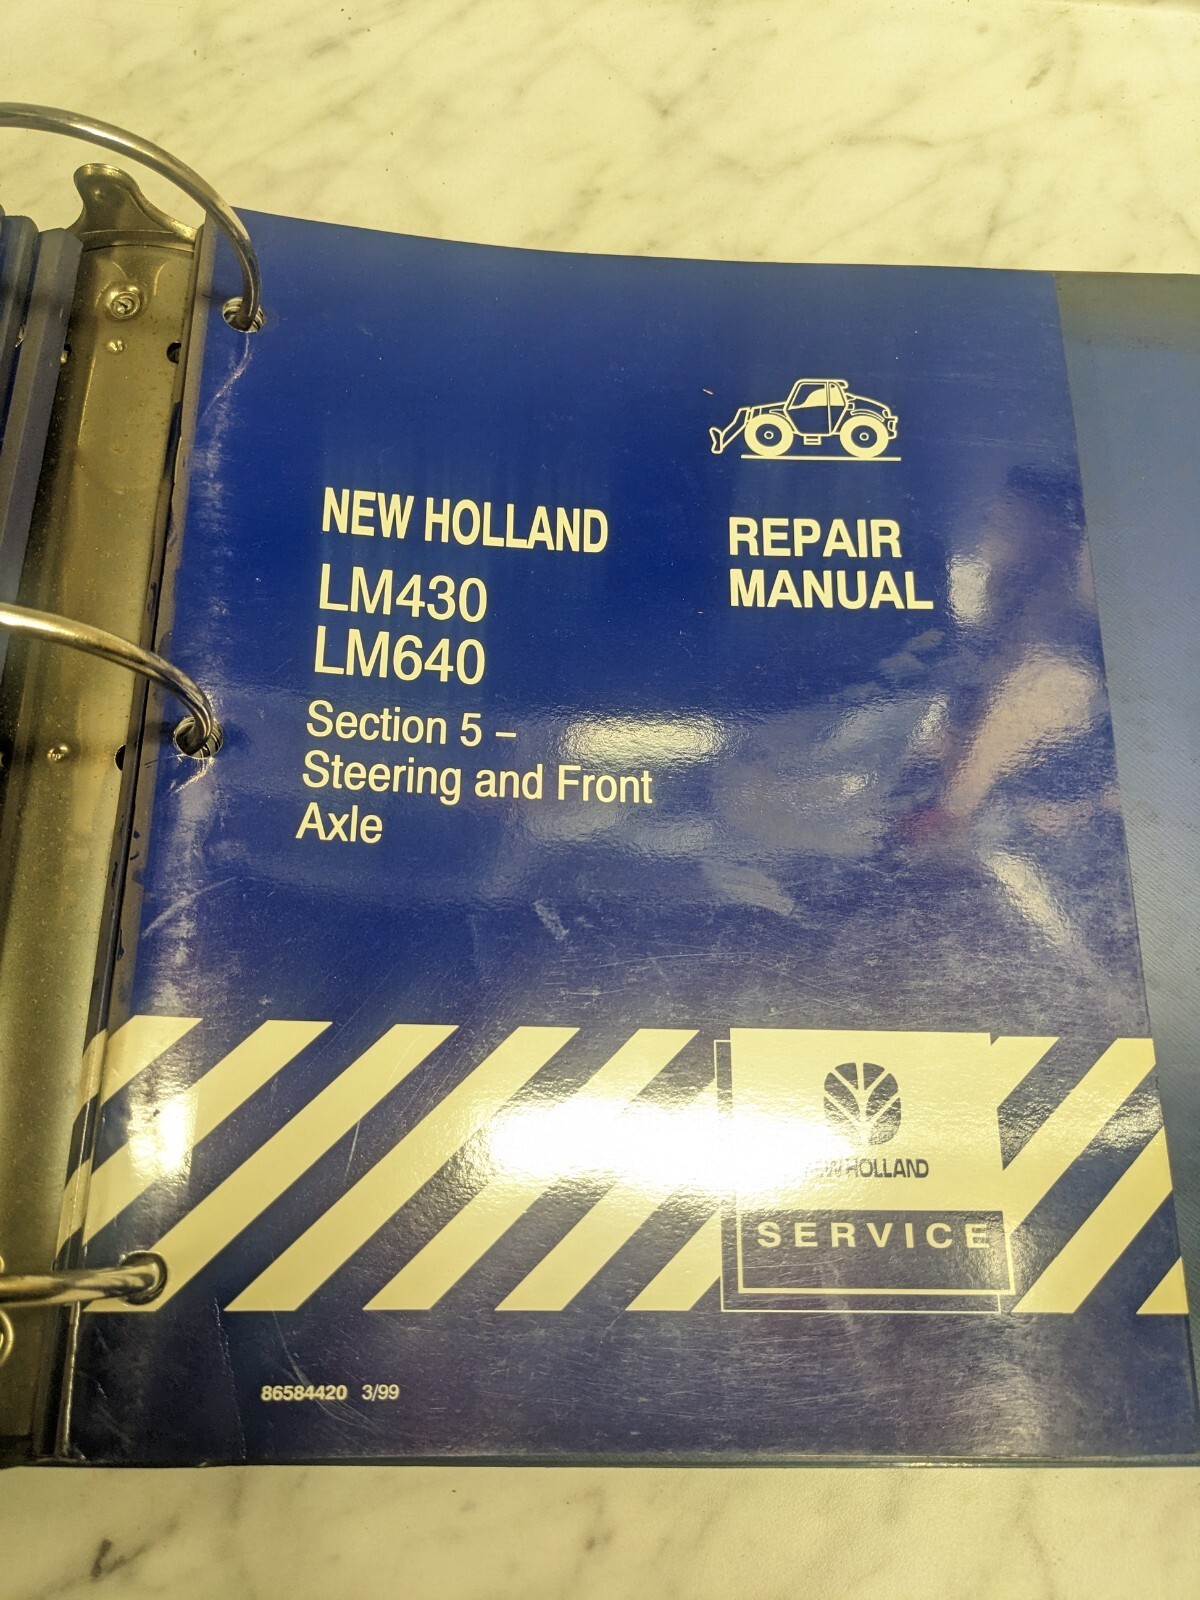 NEW HOLLAND
LM430
LM640
Section 5 –
Steering and Front
Axle
REPAIR
MANUAL
NEW HOLLAND
SERVICE
86584420 3/99